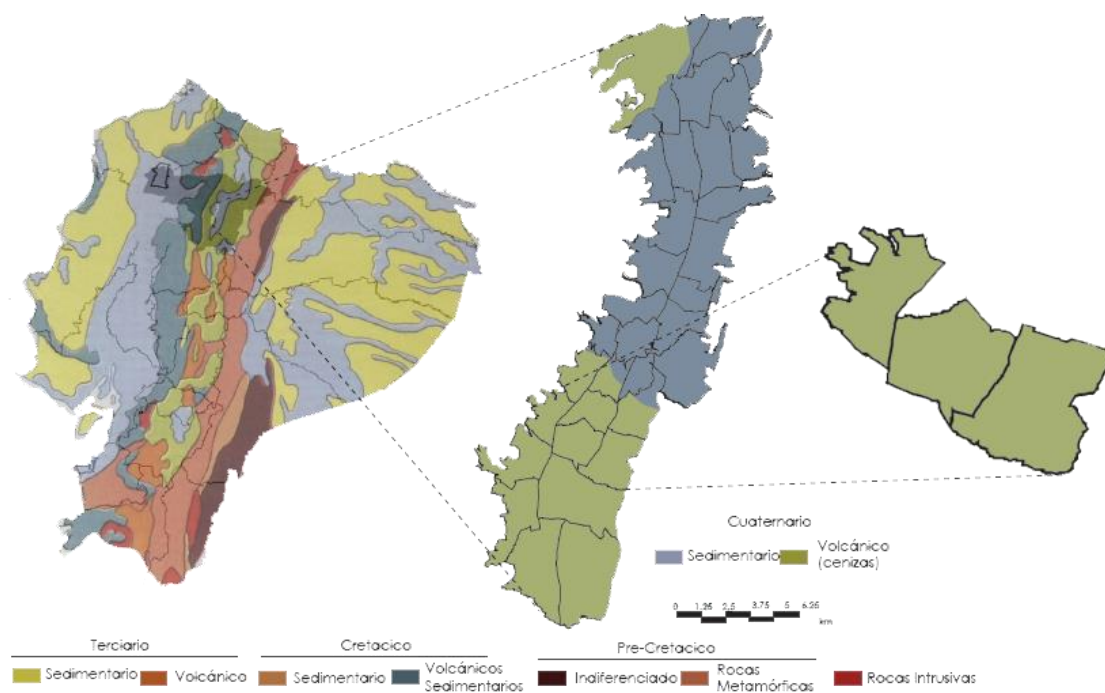 Cuaternario
Sedimentario
Volcánico
(cenizas)
0 1.25 2.5 3.75 5 6.25
km
Terciario
Cretacico
Pre-Cretacico
Sedimentario
Volcánico
Sedimentario
Volcánicos
Sedimentarios
Indiferenciado
Rocas
Metamórficas
Rocas Intrusivas